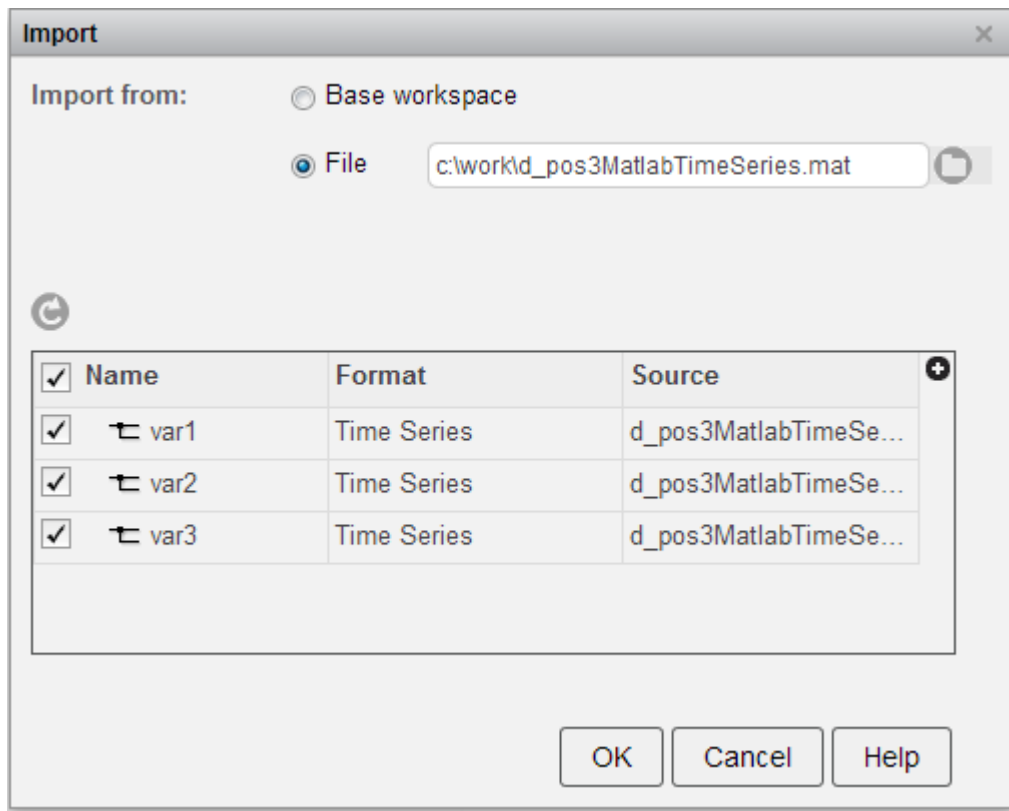 Import
Import from:
Base workspace
File
c:\work\d_pos3MatlabTimeSeries.mat
Name Format Source
var1 Time Series d_pos3MatlabTimeSe...
var2 Time Series d_pos3MatlabTimeSe...
var3 Time Series d_pos3MatlabTimeSe...
OK Cancel Help